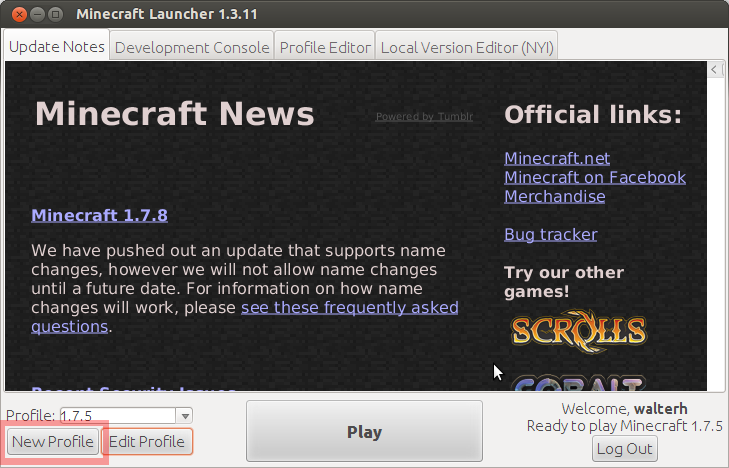 Minecraft Launcher 1.3.11
Update Notes
Development Console
Profile Editor
Local Version Editor (NYI)
Minecraft News
Powered by Tumblr
Minecraft 1.7.8
We have pushed out an update that supports name
changes, however we will not allow name changes
until a future date. For information on how name
changes will work, please see these frequently asked
questions.
Recent Security Issues
Official links:
Minecraft.net
Minecraft on Facebook
Merchandise
Bug tracker
Try our other
games!
SCROLLS
COBALT
Profile: 1.7.5
New Profile
Edit Profile
Play
Welcome, walterh
Ready to play Minecraft 1.7.5
Log Out